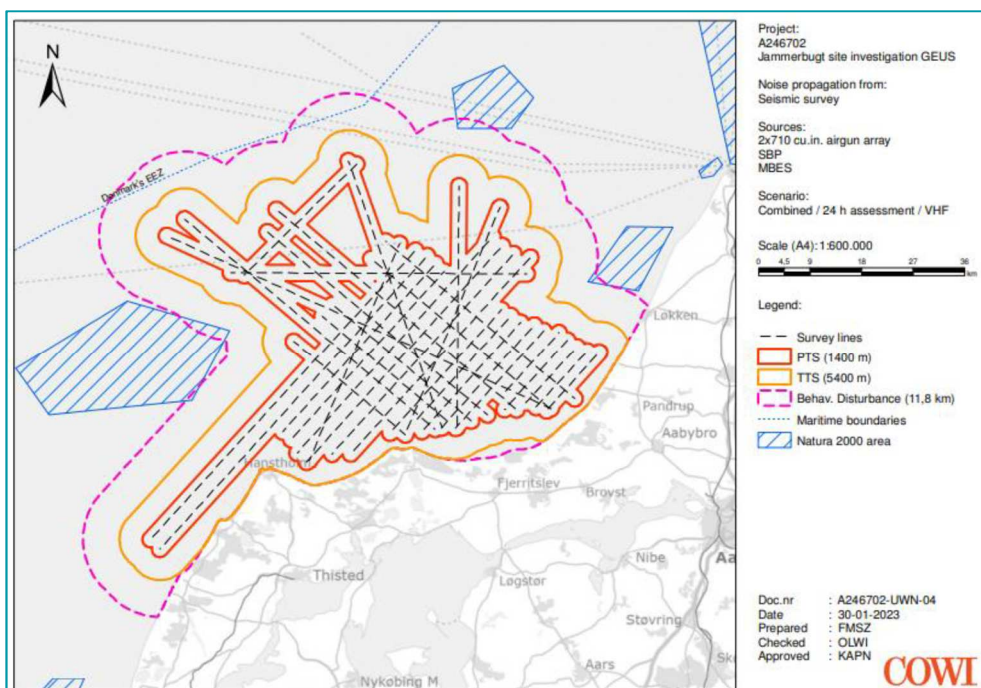 N
Denmark's EEZ
Løkken
Pandrup
Aabybro
Hanstholm
Fjerritslev
Brovst
Aa
Nibe
Thisted
Løgstør
Støvring
Aars
Sk
Nykøbing M
Project:
A246702
Jammerbugt site investigation GEUS
Noise propagation from:
Seismic survey
Sources:
2x710 cu.in. airgun array
SBP
MBES
Scenario:
Combined / 24 h assessment / VHF
Scale (A4): 1:600.000
0 4,5 9 18 27 36
km
Legend:
Survey lines
PTS (1400 m)
TTS (5400 m)
Behav. Disturbance (11,8 km)
Maritime boundaries
Natura 2000 area
Doc.nr : A246702-UWN-04
Date : 30-01-2023
Prepared : FMSZ
Checked : OLWI
Approved : KAPN
COWI